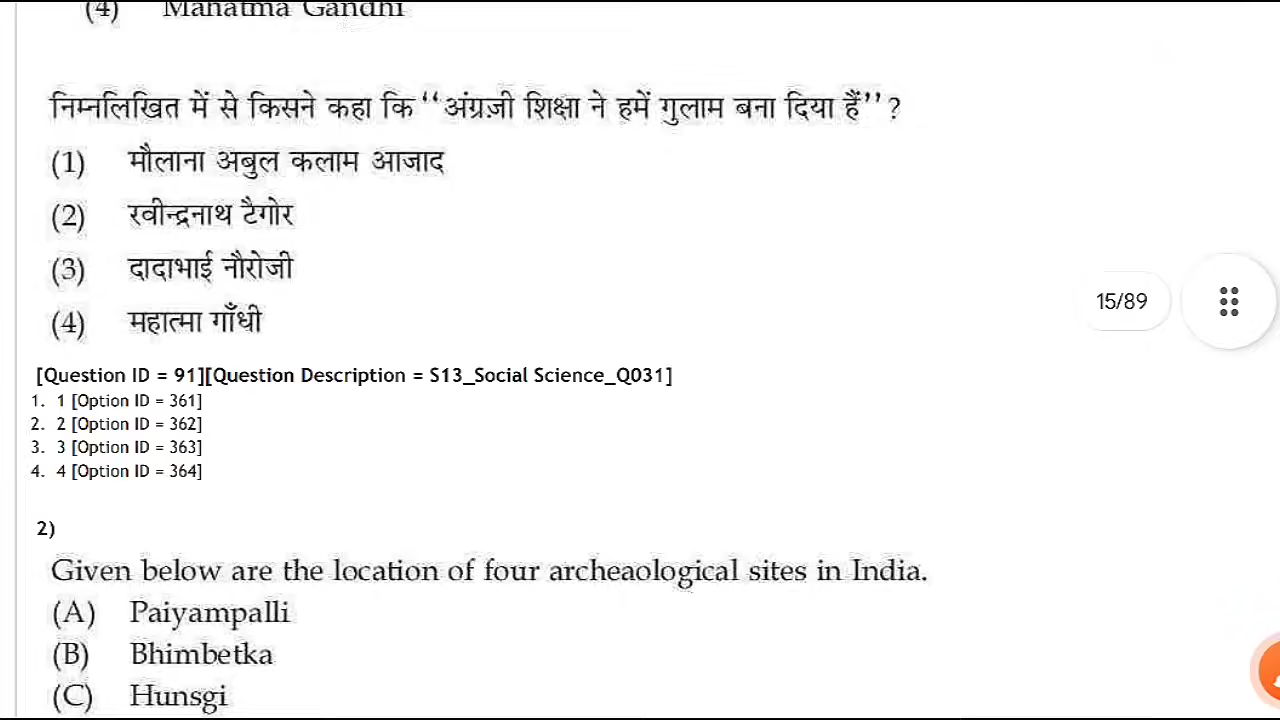 (4) Mahatma Gandhi
निम्नलिखित में से किसने कहा कि ‘‘अंग्रज़ी शिक्षा ने हमें गुलाम बना दिया हैं’’ ?
(1) मौलाना अबुल कलाम आजाद
(2) रवीन्द्रनाथ टैगोर
(3) दादाभाई नौरोजी
(4) महात्मा गाँधी
15/89
[Question ID = 91][Question Description = S13_Social Science_Q031]
1. 1 [Option ID = 361]
2. 2 [Option ID = 362]
3. 3 [Option ID = 363]
4. 4 [Option ID = 364]
2)
Given below are the location of four archeaological sites in India.
(A) Paiyampalli
(B) Bhimbetka
(C) Hunsgi